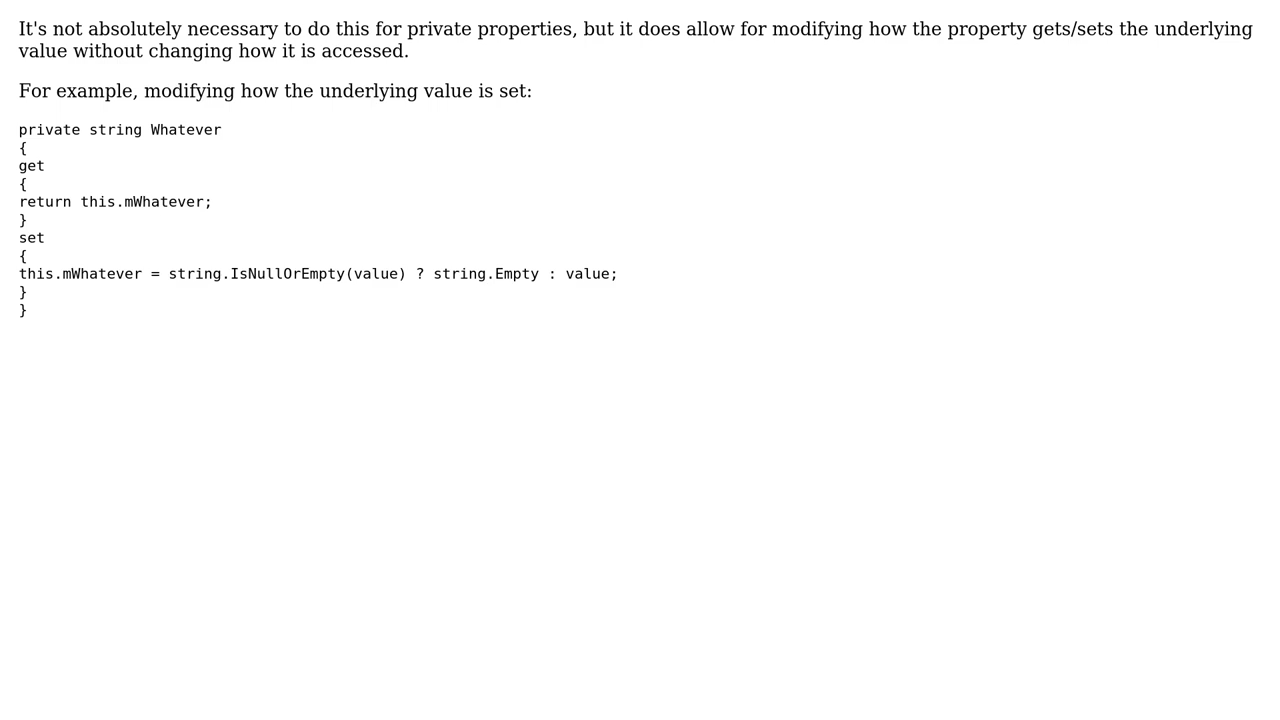 It's not absolutely necessary to do this for private properties, but it does allow for modifying how the property gets/sets the underlying
value without changing how it is accessed.
For example, modifying how the underlying value is set:
private string Whatever
{
get
{
return this.mWhatever;
}
set
{
this.mWhatever = string.IsNullOrEmpty(value) ? string.Empty : value;
}
}